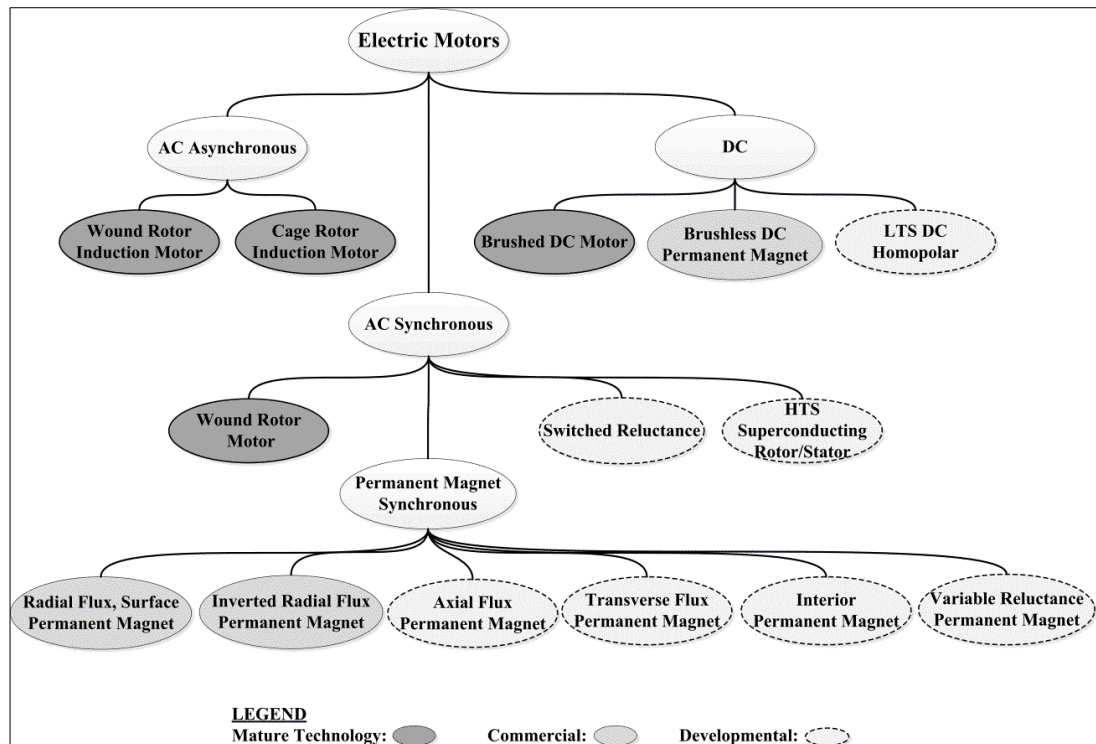 Electric Motors
AC Asynchronous
DC
Wound Rotor
Induction Motor
Cage Rotor
Induction Motor
Brushed DC Motor
Brushless DC
Permanent Magnet
LTS DC
Homopolar
AC Synchronous
Wound Rotor
Motor
Switched Reluctance
HTS
Superconducting
Rotor/Stator
Permanent Magnet
Synchronous
Radial Flux, Surface
Permanent Magnet
Inverted Radial Flux
Permanent Magnet
Axial Flux
Permanent Magnet
Transverse Flux
Permanent Magnet
Interior
Permanent Magnet
Variable Reluctance
Permanent Magnet
LEGEND
Mature Technology:
Commercial:
Developmental: